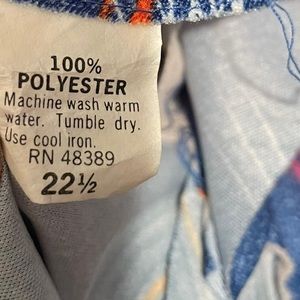 100%
POLYESTER
Machine wash warm
water. Tumble dry.
Use cool iron.
RN 48389
22½